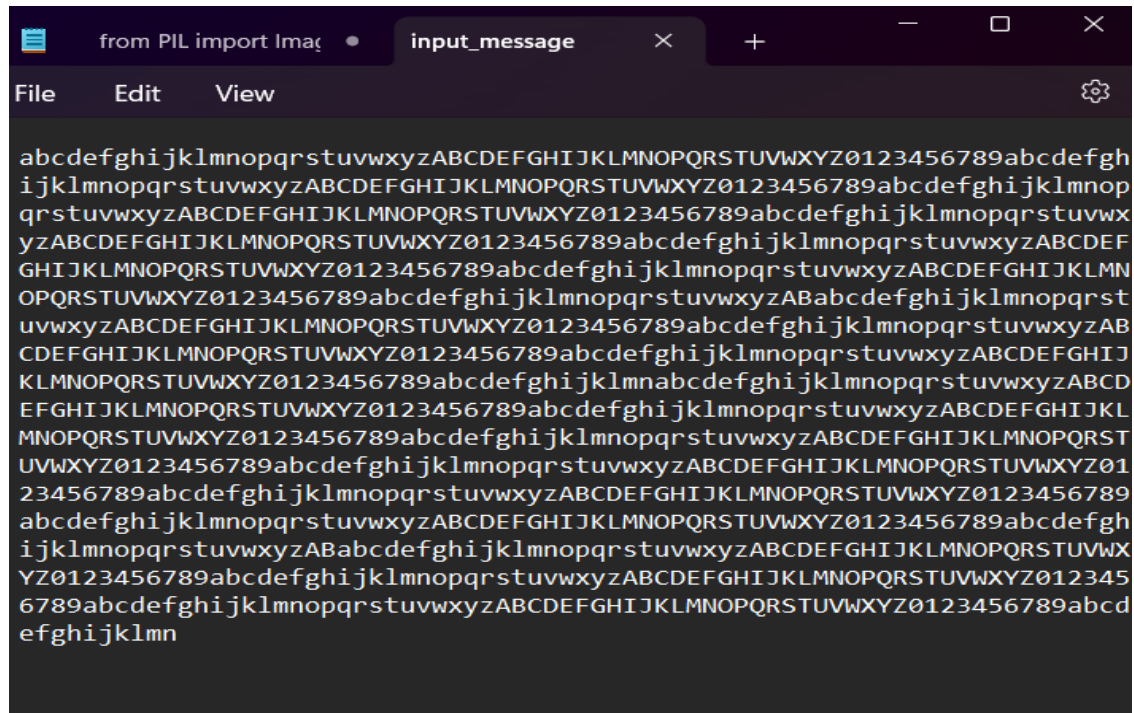 from PIL import Imag
input_message
File Edit View
abcdefghijklmnopqrstuvwxyzABCDEFGHIJKLMNOPQRSTUVWXYZ0123456789abcdefgh
ijklmnopqrstuvwxyzABCDEFGHIJKLMNOPQRSTUVWXYZ0123456789abcdefghijklmnop
qrstuvwxyzABCDEFGHIJKLMNOPQRSTUVWXYZ0123456789abcdefghijklmnopqrstuvwx
yzABCDEFGHIJKLMNOPQRSTUVWXYZ0123456789abcdefghijklmnopqrstuvwxyzABCDEF
GHIJKLMNOPQRSTUVWXYZ0123456789abcdefghijklmnopqrstuvwxyzABCDEFGHIJKLMN
OPQRSTUVWXYZ0123456789abcdefghijklmnopqrstuvwxyzABabcdefghijklmnopqrst
uvwxyzABCDEFGHIJKLMNOPQRSTUVWXYZ0123456789abcdefghijklmnopqrstuvwxyzAB
CDEFGHIJKLMNOPQRSTUVWXYZ0123456789abcdefghijklmnopqrstuvwxyzABCDEFGHIJ
KLMNOPQRSTUVWXYZ0123456789abcdefghijklmnabcdefghijklmnopqrstuvwxyzABCD
EFGHIJKLMNOPQRSTUVWXYZ0123456789abcdefghijklmnopqrstuvwxyzABCDEFGHIJKL
MNOPQRSTUVWXYZ0123456789abcdefghijklmnopqrstuvwxyzABCDEFGHIJKLMNOPQRST
UVWXYZ0123456789abcdefghijklmnopqrstuvwxyzABCDEFGHIJKLMNOPQRSTUVWXYZ01
23456789abcdefghijklmnopqrstuvwxyzABCDEFGHIJKLMNOPQRSTUVWXYZ0123456789
abcdefghijklmnopqrstuvwxyzABCDEFGHIJKLMNOPQRSTUVWXYZ0123456789abcdefgh
ijklmnopqrstuvwxyzABabcdefghijklmnopqrstuvwxyzABCDEFGHIJKLMNOPQRSTUVWX
YZ0123456789abcdefghijklmnopqrstuvwxyzABCDEFGHIJKLMNOPQRSTUVWXYZ012345
6789abcdefghijklmnopqrstuvwxyzABCDEFGHIJKLMNOPQRSTUVWXYZ0123456789abcd
efghijklmn